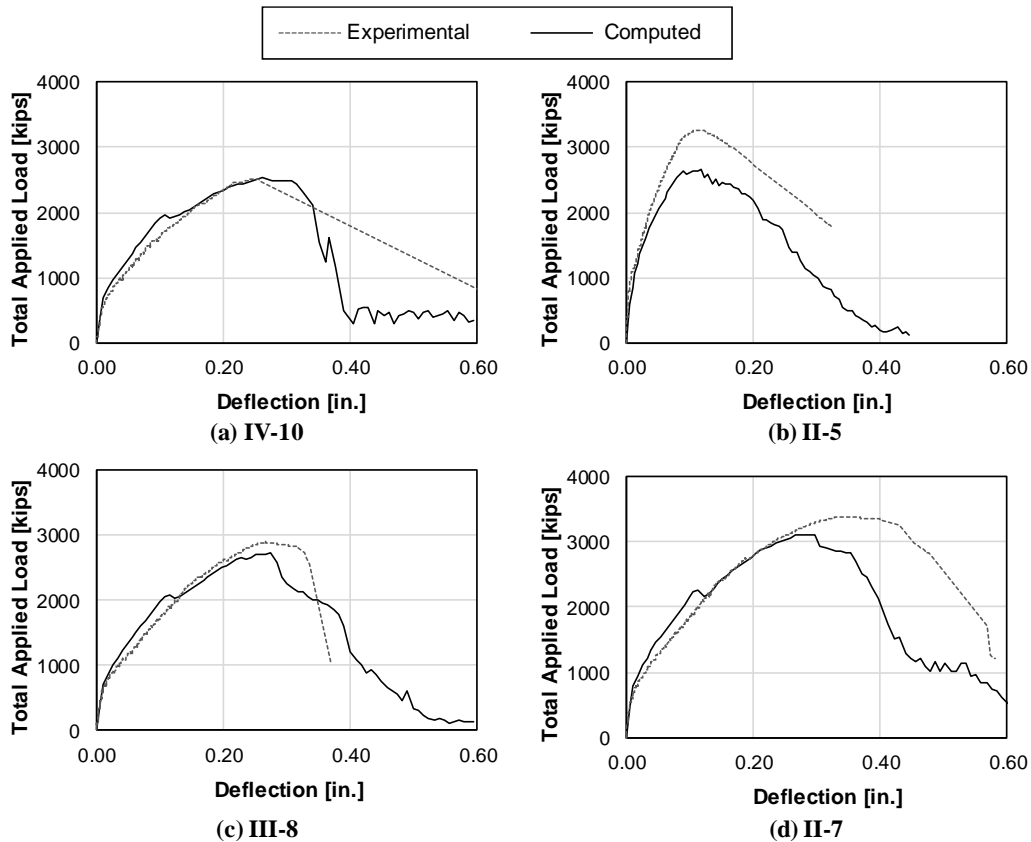 Experimental Computed
Total Applied Load [kips]
4000
3000
2000
1000
0
0.00 0.20 0.40 0.60
Deflection [in.]
(a) IV-10
Total Applied Load [kips]
4000
3000
2000
1000
0
0.00 0.20 0.40 0.60
Deflection [in.]
(b) II-5
Total Applied Load [kips]
4000
3000
2000
1000
0
0.00 0.20 0.40 0.60
Deflection [in.]
(c) III-8
Total Applied Load [kips]
4000
3000
2000
1000
0
0.00 0.20 0.40 0.60
Deflection [in.]
(d) II-7